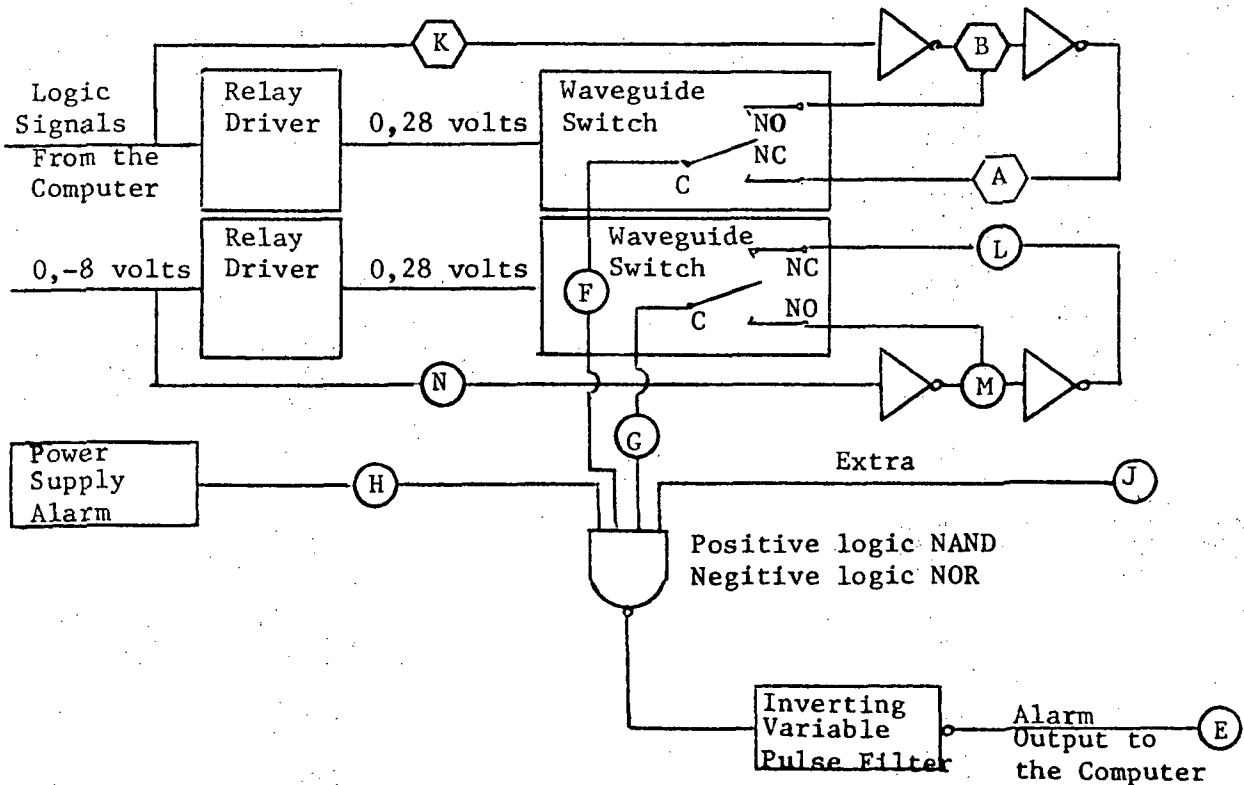 K
B
Logic
Signals
From the
Computer
Relay
Driver
0,28 volts
Waveguide
Switch
NO
NC
C
A
0,-8 volts
Relay
Driver
0,28 volts
Waveguide
Switch
NC
NO
C
F
L
N
M
G
Power
Supply
Alarm
H
Extra
J
Positive logic NAND
Negitive logic NOR
Inverting
Variable
Pulse Filter
Alarm
Output to
the Computer
E